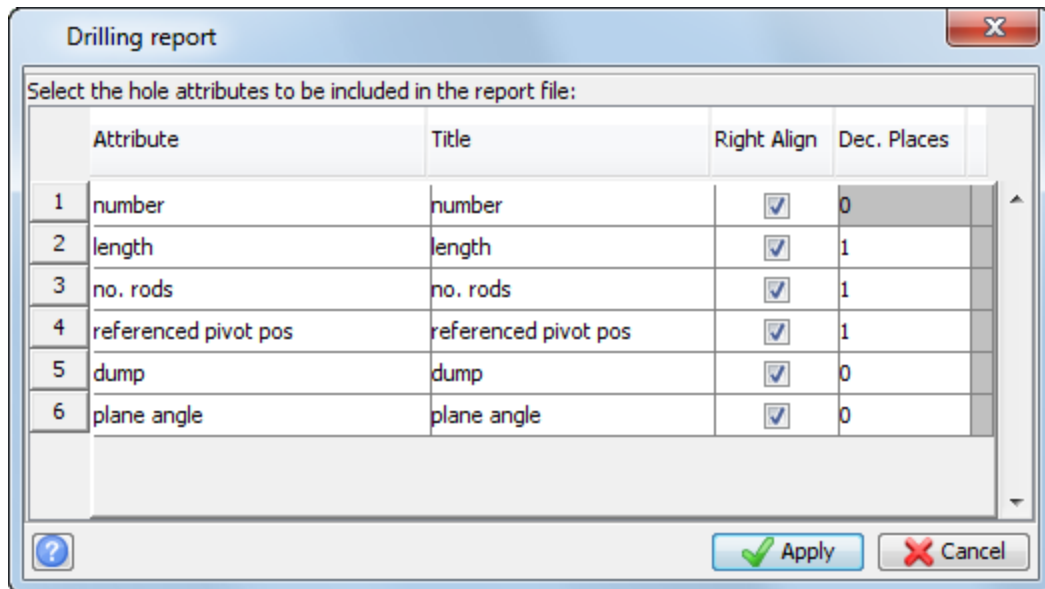 Drilling report
Select the hole attributes to be included in the report file:
Attribute Title Right Align Dec. Places
1 number number 0
2 length length 1
3 no. rods no. rods 1
4 referenced pivot pos referenced pivot pos 1
5 dump dump 0
6 plane angle plane angle 0
? Apply Cancel